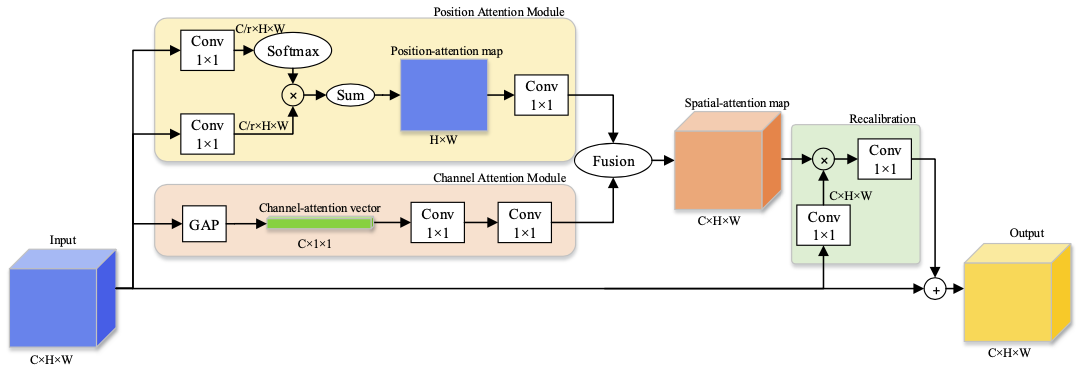 Position Attention Module
C/r×H×W
Conv
1×1
Softmax
Position-attention map
×
Sum
Conv
1×1
Conv
1×1
C/r×H×W
H×W
Fusion
Spatial-attention map
C×H×W
Recalibration
×
Conv
1×1
C×H×W
Conv
1×1
Channel Attention Module
GAP
Channel-attention vector
C×1×1
Conv
1×1
Conv
1×1
Input
C×H×W
+
Output
C×H×W